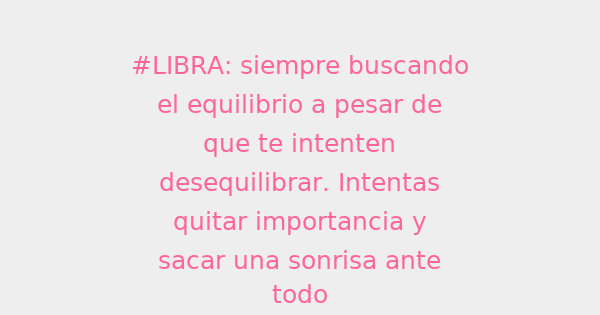 #LIBRA: siempre buscando
el equilibrio a pesar de
que te intenten
desequilibrar. Intentas
quitar importancia y
sacar una sonrisa ante
todo